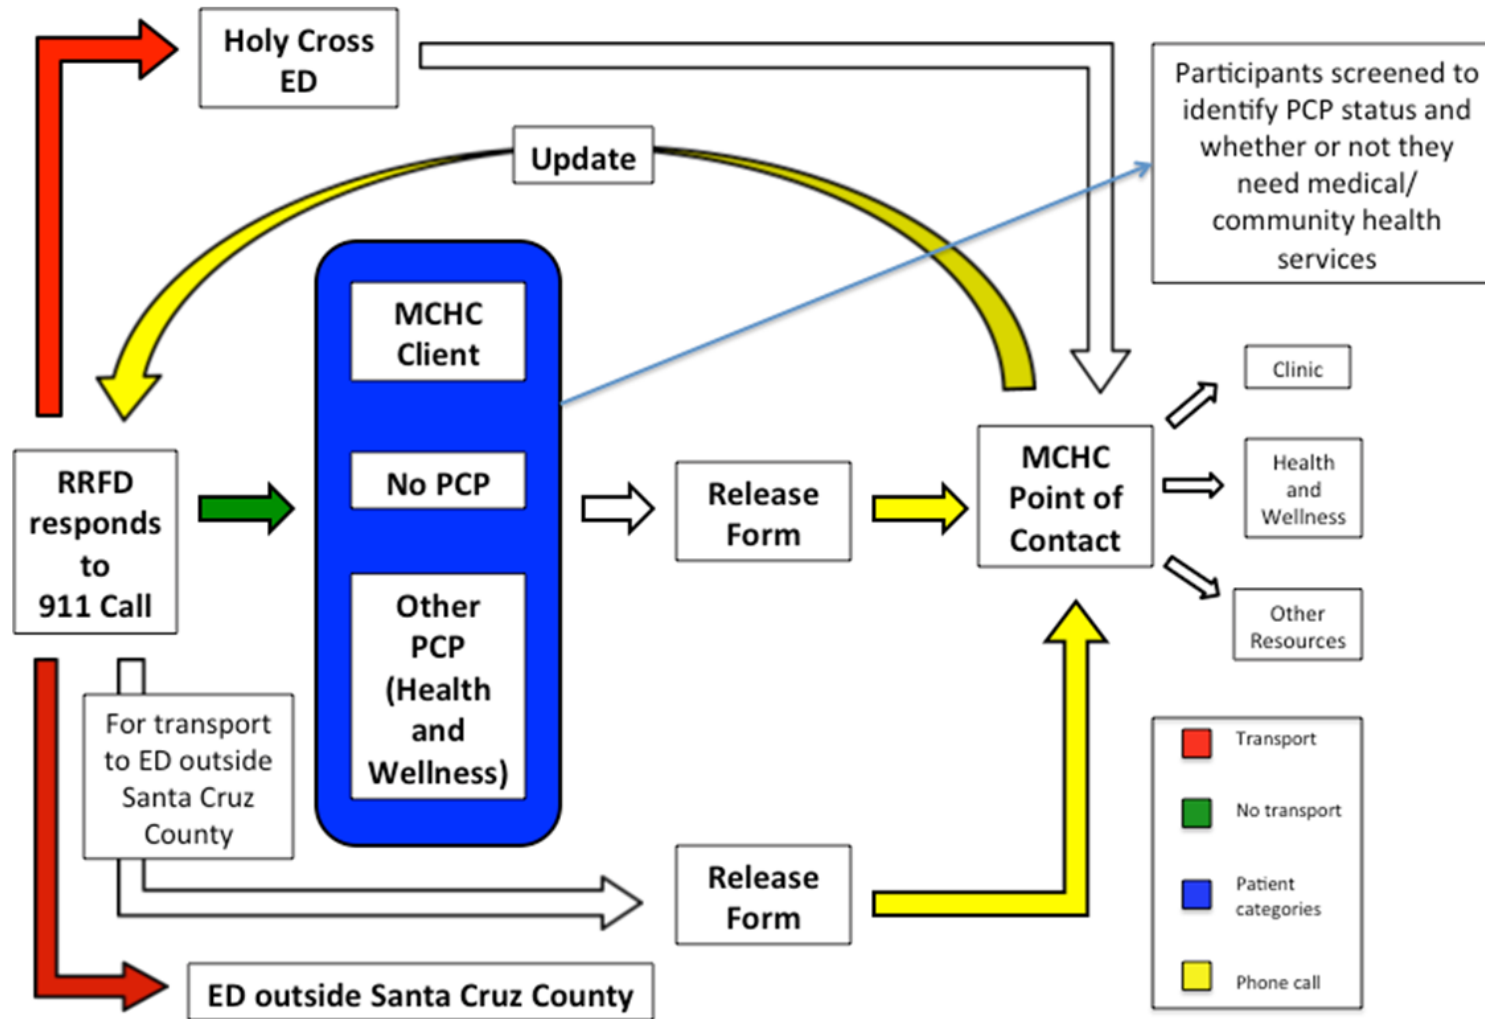 Holy Cross
ED
Update
Participants screened to
identify PCP status and
whether or not they
need medical/
community health
services
MCHC
Client
No PCP
Other
PCP
(Health
and
Wellness)
RRFD
responds
to
911 Call
Release
Form
MCHC
Point of
Contact
Clinic
Health
and
Wellness
Other
Resources
For transport
to ED outside
Santa Cruz
County
Release
Form
ED outside Santa Cruz County
Transport
No transport
Patient
categories
Phone call